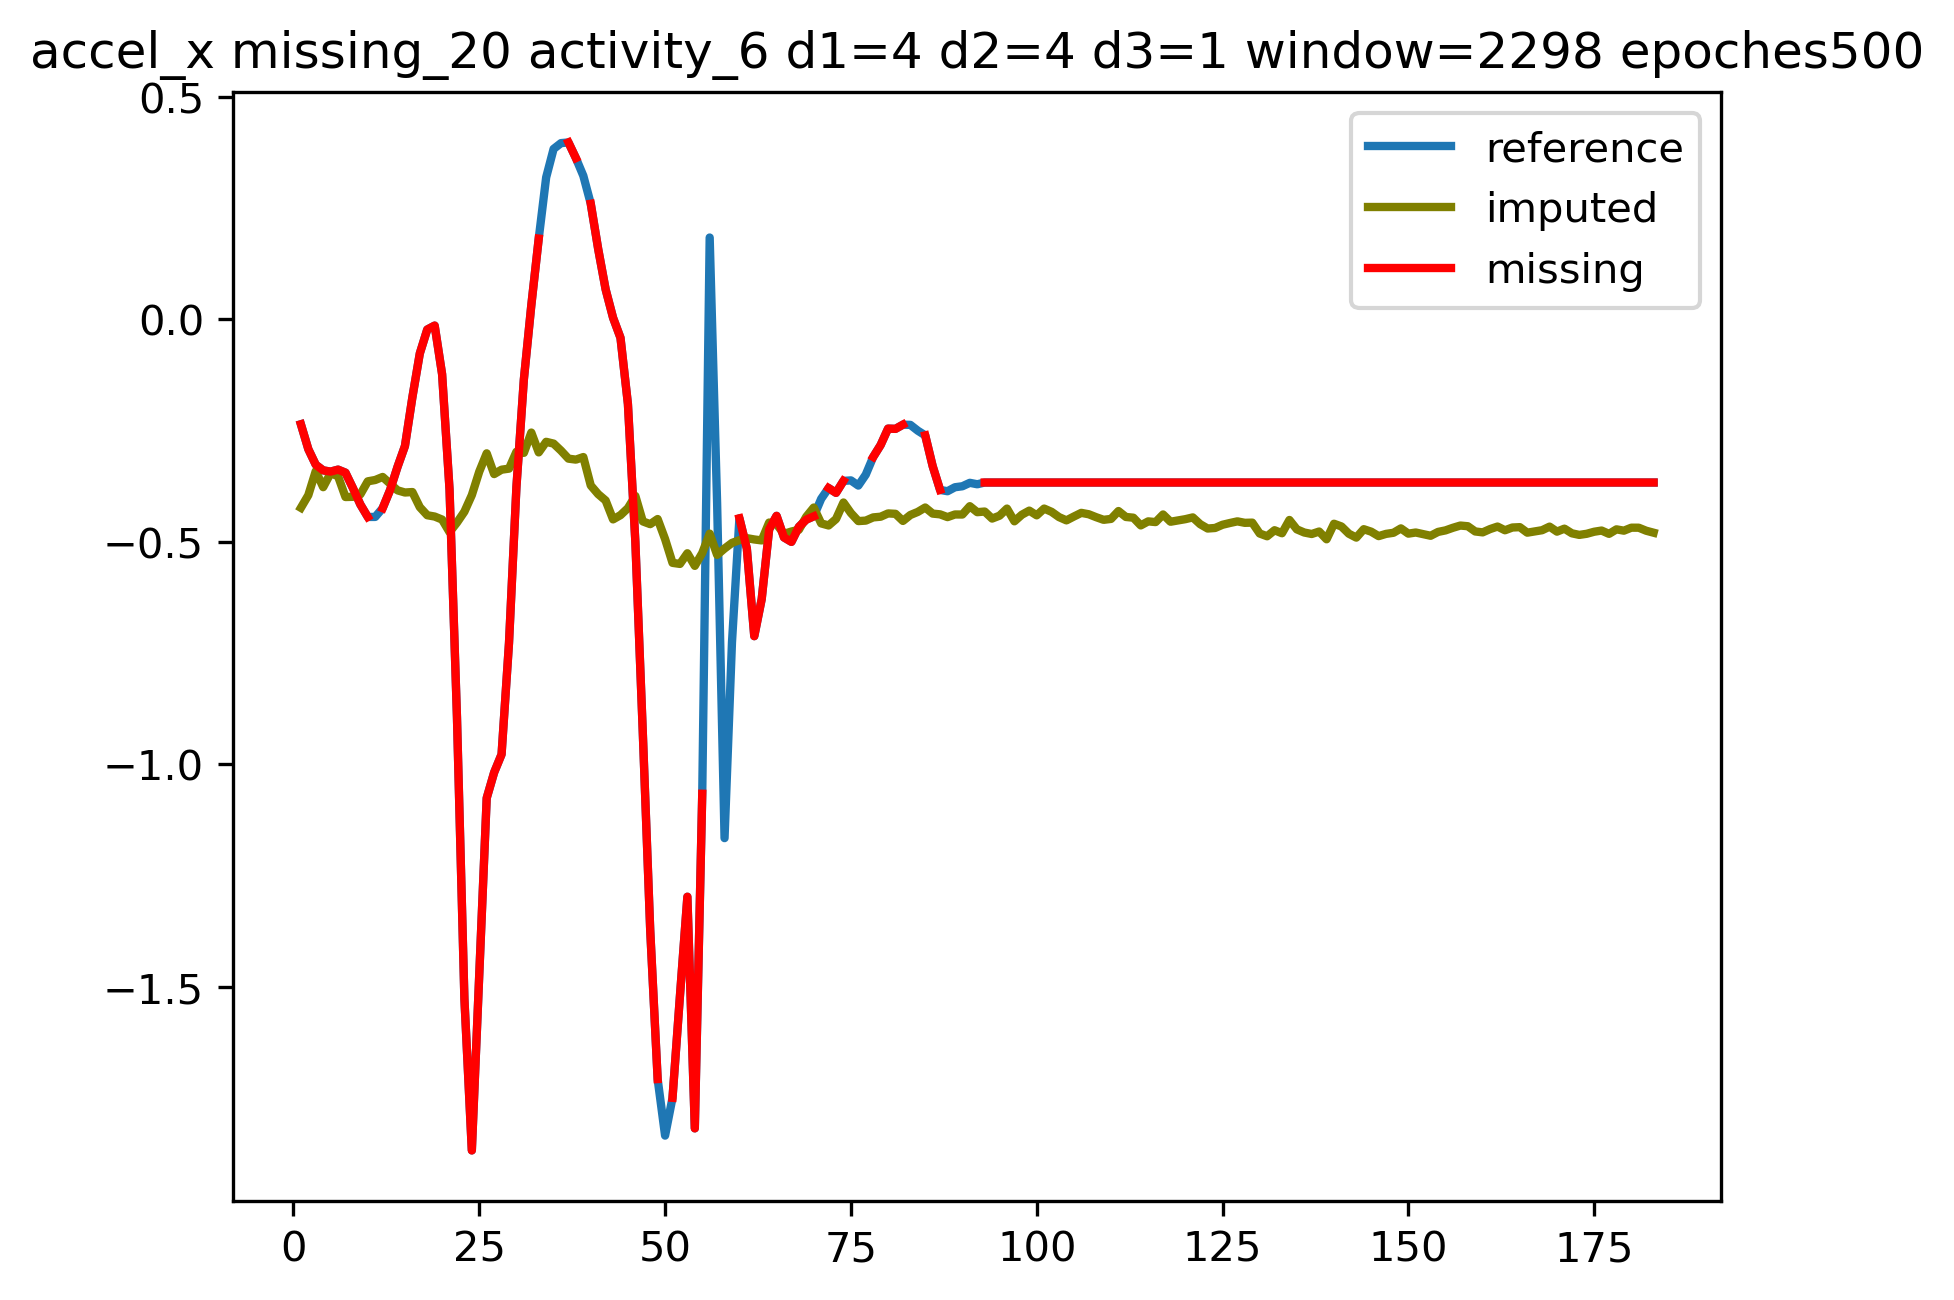 accel_x missing_20 activity_6 d1=4 d2=4 d3=1 window=2298 epoches500
reference
imputed
missing
0.5
0.0
−0.5
−1.0
−1.5
0 25 50 75 100 125 150 175